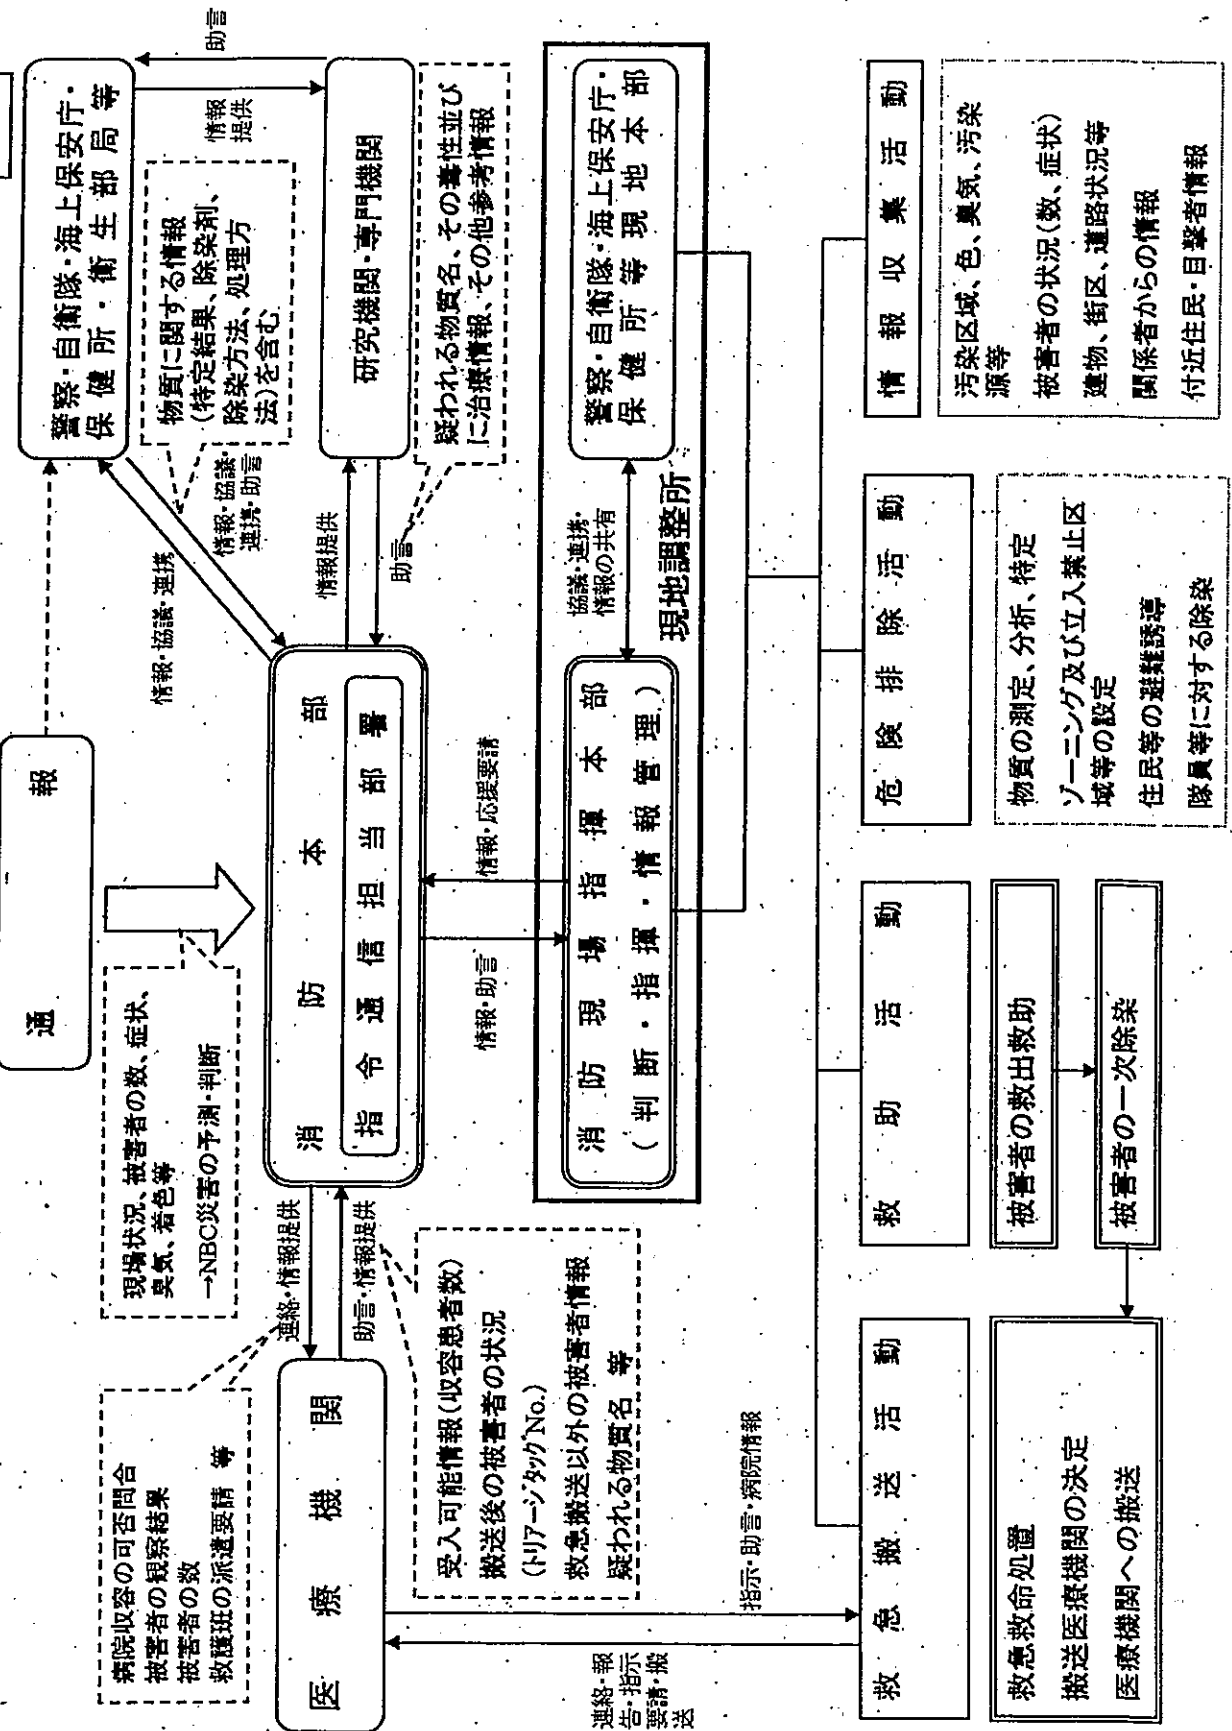 通報
現場状況、被害者の数、症状、
臭気、着色等
→NBC災害の予測・判断
警察・自衛隊・海上保安庁・
保健所・衛生部局等
助言
情報
提供
物質に関する情報
(特定結果、除染剤、
除染方法、処理方
法)を含む
情報・協議・連携
情報・協議・
連携・助言
研究機関・専門機関
疑われる物質名、その毒性並び
に治療情報、その他参考情報
情報提供
助言
消防本部
指令通信担当部署
病院収容の可否問合
被害者の観察結果
被害者の数
救護班の派遣要請 等
連絡・情報提供
助言・情報提供
医療機関
受入可能情報(収容患者数)
搬送後の被害者の状況
(トリアージタッグNo.)
救急搬送以外の被害者情報
疑われる物質名 等
情報・助言
情報・応援要請
消防現場指揮本部
(判断・指揮・情報管理)
協議・連携・
情報の共有
警察・自衛隊・海上保安庁・
保健所等現地本部
現地調整所
連絡・報
告・指示
要請・搬
送
指示・助言・病院情報
救急搬送活動
救急救命処置
搬送医療機関の決定
医療機関への搬送
救助活動
被害者の救出救助
被害者の一次除染
危険排除活動
物質の測定、分析、特定
ゾーニング及び立入禁止区
域等の設定
住民等の避難誘導
隊員等に対する除染
情報収集活動
汚染区域、色、臭気、汚染
源等
被害者の状況(数、症状)
建物、街区、道路状況等
関係者からの情報
付近住民・目撃者情報